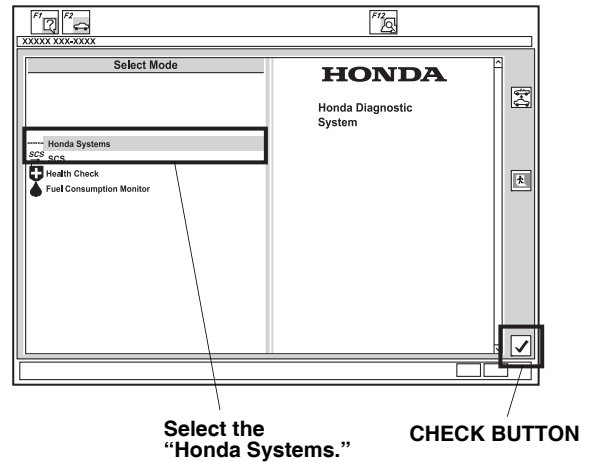 F1 F2 F12
XXXXX XXX-XXXX
Select Mode
HONDA
Honda Diagnostic
System
Honda Systems
SCS SCS
Health Check
Fuel Consumption Monitor
Select the
“Honda Systems.”
CHECK BUTTON